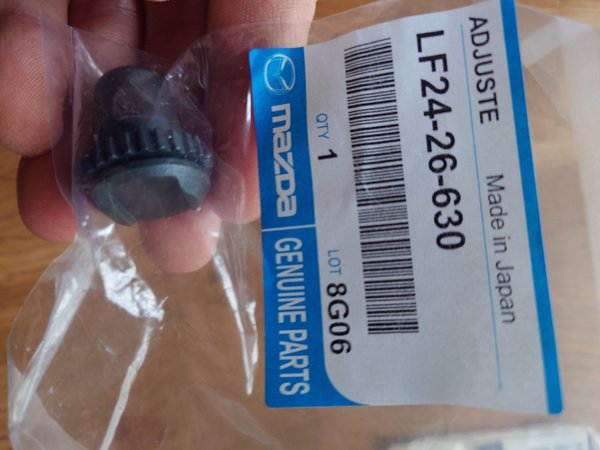 ADJUSTE
Made in Japan
LF24-26-630
QTY 1
LOT 8G06
mazda
GENUINE PARTS